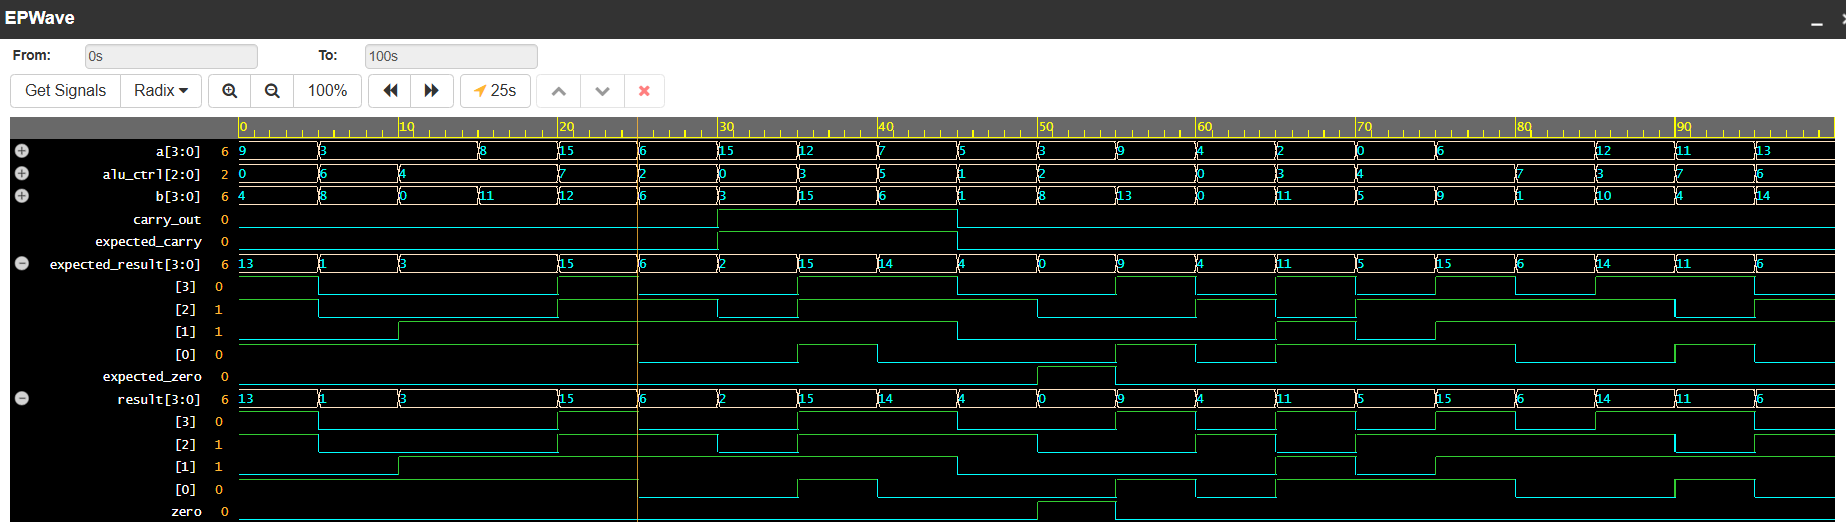 EPWave
From: 0s To: 100s
Get Signals Radix 100% 25s
0 10 20 30 40 50 60 70 80 90
a[3:0] 6 9 3 8 15 6 15 12 7 5 3 9 4 2 0 6 12 11 13
alu_ctrl[2:0] 2 0 6 4 7 2 0 3 5 1 2 0 3 4 7 3 7 6
b[3:0] 6 4 8 0 11 12 6 3 15 6 1 8 13 0 11 5 9 1 10 4 14
carry_out 0
expected_carry 0
expected_result[3:0] 6 13 1 3 15 6 2 15 14 4 0 9 4 11 5 15 6 14 11 6
[3] 0
[2] 1
[1] 1
[0] 0
expected_zero 0
result[3:0] 6 13 1 3 15 6 2 15 14 4 0 9 4 11 5 15 6 14 11 6
[3] 0
[2] 1
[1] 1
[0] 0
zero 0